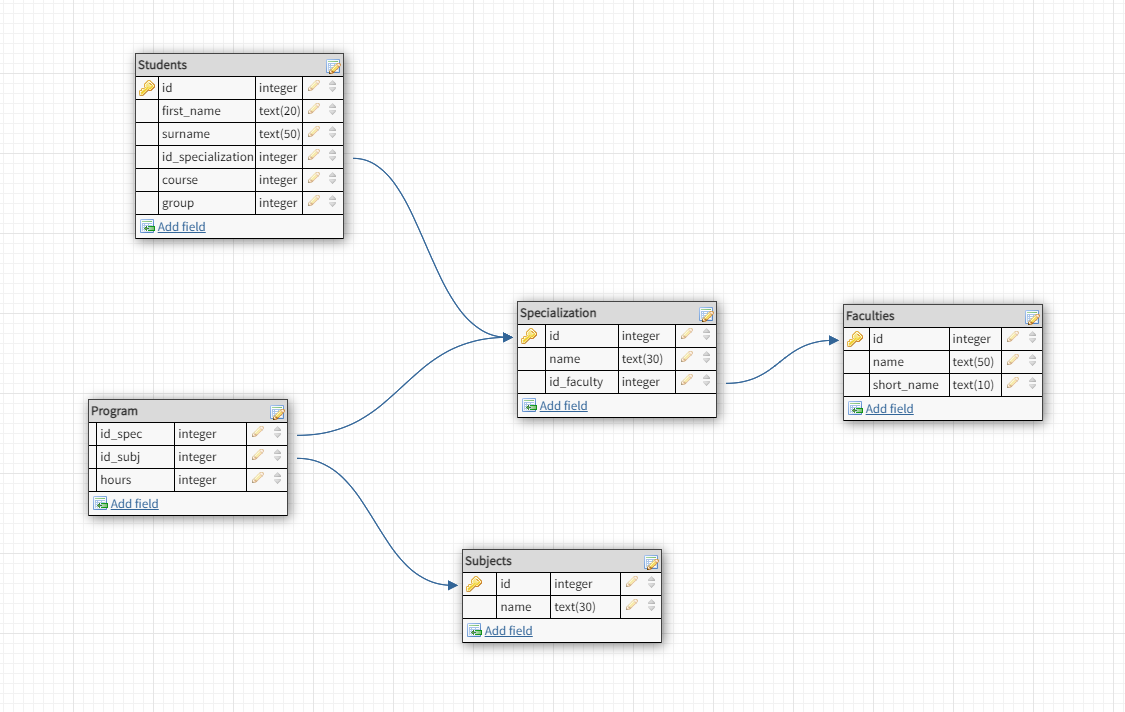 Students
id integer
first_name text(20)
surname text(50)
id_specialization integer
course integer
group integer
Add field
Specialization
id integer
name text(30)
id_faculty integer
Add field
Faculties
id integer
name text(50)
short_name text(10)
Add field
Program
id_spec integer
id_subj integer
hours integer
Add field
Subjects
id integer
name text(30)
Add field